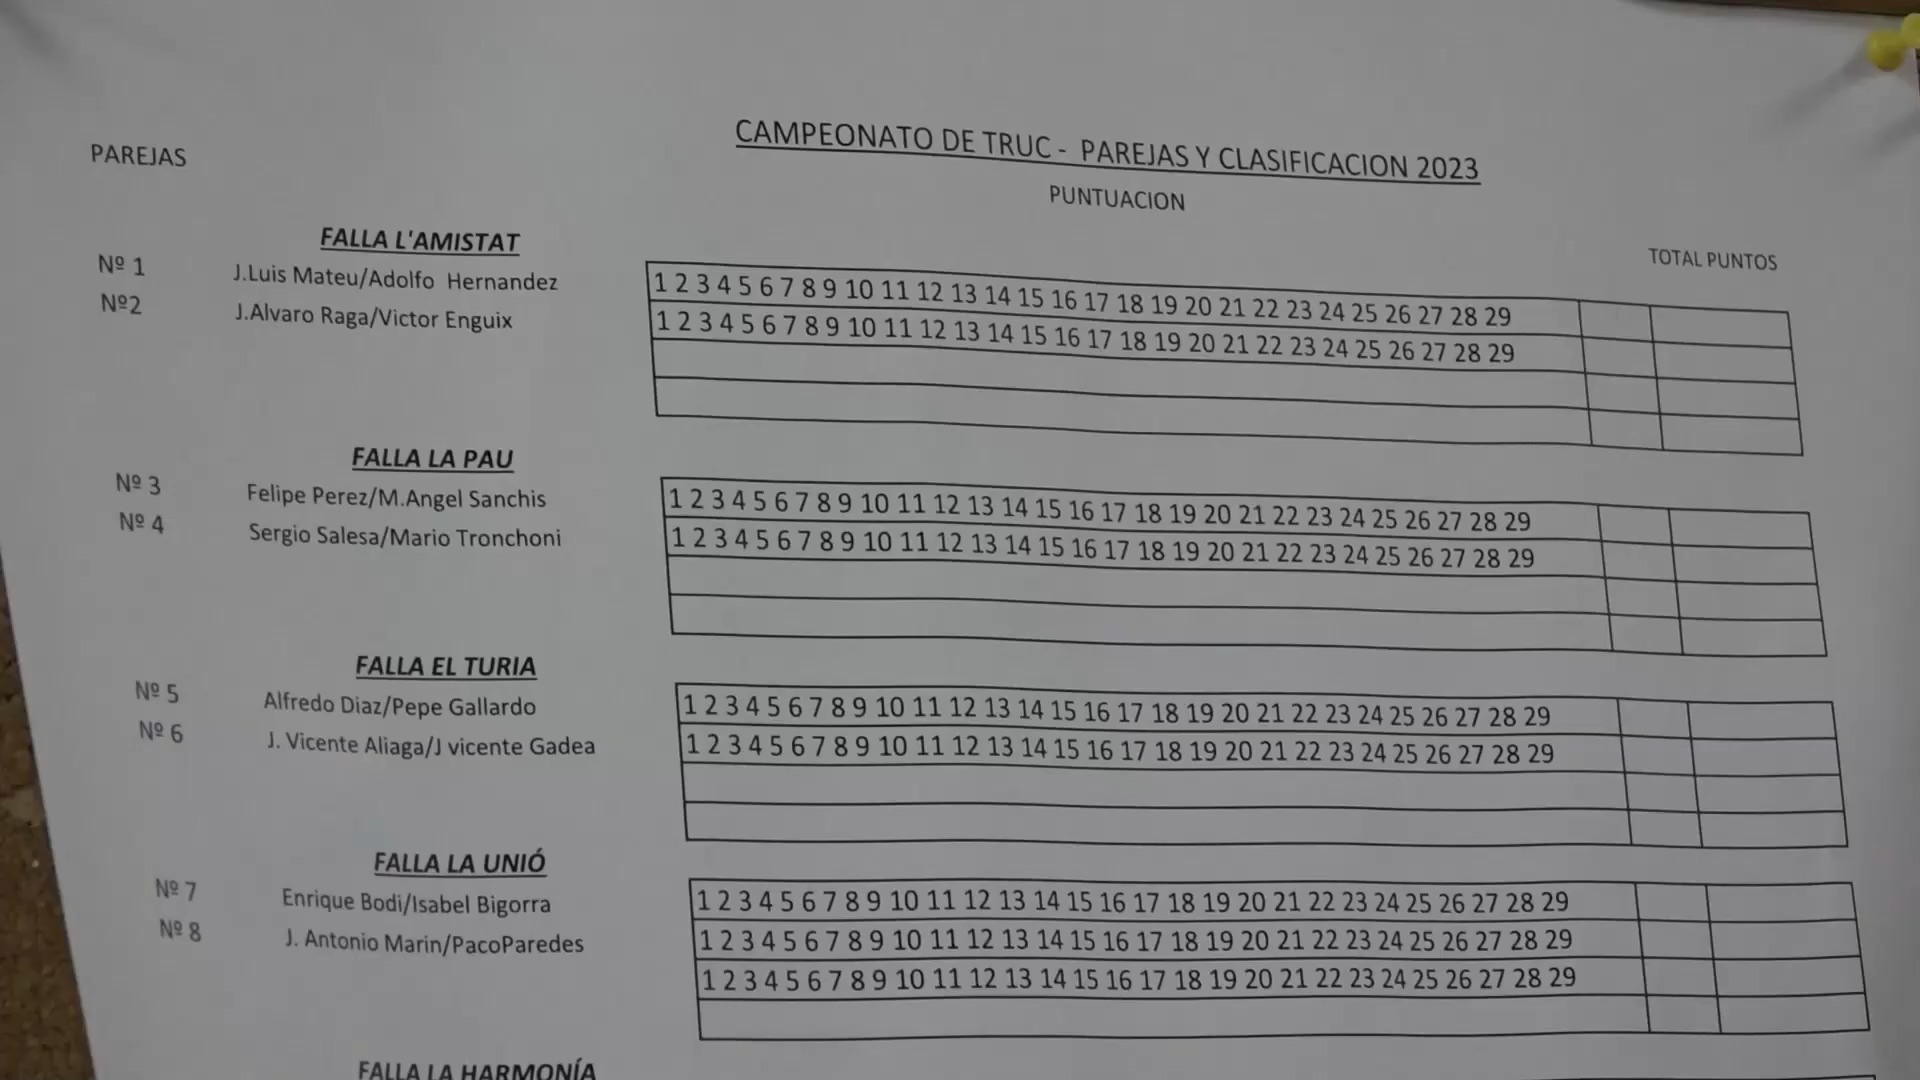 CAMPEONATO DE TRUC - PAREJAS Y CLASIFICACION 2023
PAREJAS
PUNTUACION
TOTAL PUNTOS
FALLA L'AMISTAT
Nº 1 J.Luis Mateu/Adolfo Hernandez 1 2 3 4 5 6 7 8 9 10 11 12 13 14 15 16 17 18 19 20 21 22 23 24 25 26 27 28 29
Nº2 J.Alvaro Raga/Victor Enguix 1 2 3 4 5 6 7 8 9 10 11 12 13 14 15 16 17 18 19 20 21 22 23 24 25 26 27 28 29
FALLA LA PAU
Nº 3 Felipe Perez/M.Angel Sanchis 1 2 3 4 5 6 7 8 9 10 11 12 13 14 15 16 17 18 19 20 21 22 23 24 25 26 27 28 29
Nº 4 Sergio Salesa/Mario Tronchoni 1 2 3 4 5 6 7 8 9 10 11 12 13 14 15 16 17 18 19 20 21 22 23 24 25 26 27 28 29
FALLA EL TURIA
Nº 5 Alfredo Diaz/Pepe Gallardo 1 2 3 4 5 6 7 8 9 10 11 12 13 14 15 16 17 18 19 20 21 22 23 24 25 26 27 28 29
Nº 6 J. Vicente Aliaga/J vicente Gadea 1 2 3 4 5 6 7 8 9 10 11 12 13 14 15 16 17 18 19 20 21 22 23 24 25 26 27 28 29
FALLA LA UNIÓ
Nº 7 Enrique Bodi/Isabel Bigorra 1 2 3 4 5 6 7 8 9 10 11 12 13 14 15 16 17 18 19 20 21 22 23 24 25 26 27 28 29
Nº 8 J. Antonio Marin/PacoParedes 1 2 3 4 5 6 7 8 9 10 11 12 13 14 15 16 17 18 19 20 21 22 23 24 25 26 27 28 29
1 2 3 4 5 6 7 8 9 10 11 12 13 14 15 16 17 18 19 20 21 22 23 24 25 26 27 28 29
FALLA LA HARMONÍA